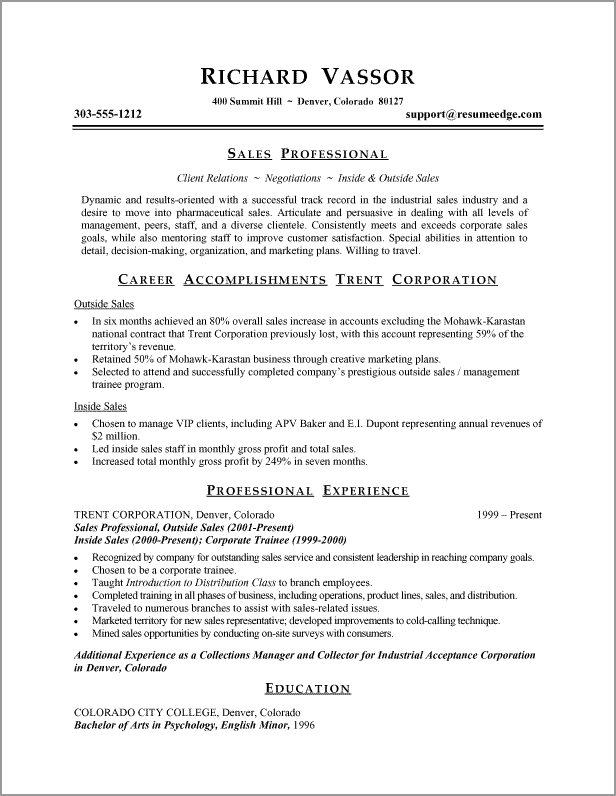 RICHARD VASSOR
400 Summit Hill ~ Denver, Colorado 80127
303-555-1212 support@resumeedge.com
SALES PROFESSIONAL
Client Relations ~ Negotiations ~ Inside & Outside Sales
Dynamic and results-oriented with a successful track record in the industrial sales industry and a
desire to move into pharmaceutical sales. Articulate and persuasive in dealing with all levels of
management, peers, staff, and a diverse clientele. Consistently meets and exceeds corporate sales
goals, while also mentoring staff to improve customer satisfaction. Special abilities in attention to
detail, decision-making, organization, and marketing plans. Willing to travel.
CAREER ACCOMPLISHMENTS TRENT CORPORATION
Outside Sales
• In six months achieved an 80% overall sales increase in accounts excluding the Mohawk-Karastan
national contract that Trent Corporation previously lost, with this account representing 59% of the
territory's revenue.
• Retained 50% of Mohawk-Karastan business through creative marketing plans.
• Selected to attend and successfully completed company's prestigious outside sales / management
trainee program.
Inside Sales
• Chosen to manage VIP clients, including APV Baker and E.I. Dupont representing annual revenues of
$2 million.
• Led inside sales staff in monthly gross profit and total sales.
• Increased total monthly gross profit by 249% in seven months.
PROFESSIONAL EXPERIENCE
TRENT CORPORATION, Denver, Colorado 1999 – Present
Sales Professional, Outside Sales (2001-Present)
Inside Sales (2000-Present); Corporate Trainee (1999-2000)
• Recognized by company for outstanding sales service and consistent leadership in reaching company goals.
• Chosen to be a corporate trainee.
• Taught Introduction to Distribution Class to branch employees.
• Completed training in all phases of business, including operations, product lines, sales, and distribution.
• Traveled to numerous branches to assist with sales-related issues.
• Marketed territory for new sales representative; developed improvements to cold-calling technique.
• Mined sales opportunities by conducting on-site surveys with consumers.
Additional Experience as a Collections Manager and Collector for Industrial Acceptance Corporation
in Denver, Colorado
EDUCATION
COLORADO CITY COLLEGE, Denver, Colorado
Bachelor of Arts in Psychology, English Minor, 1996